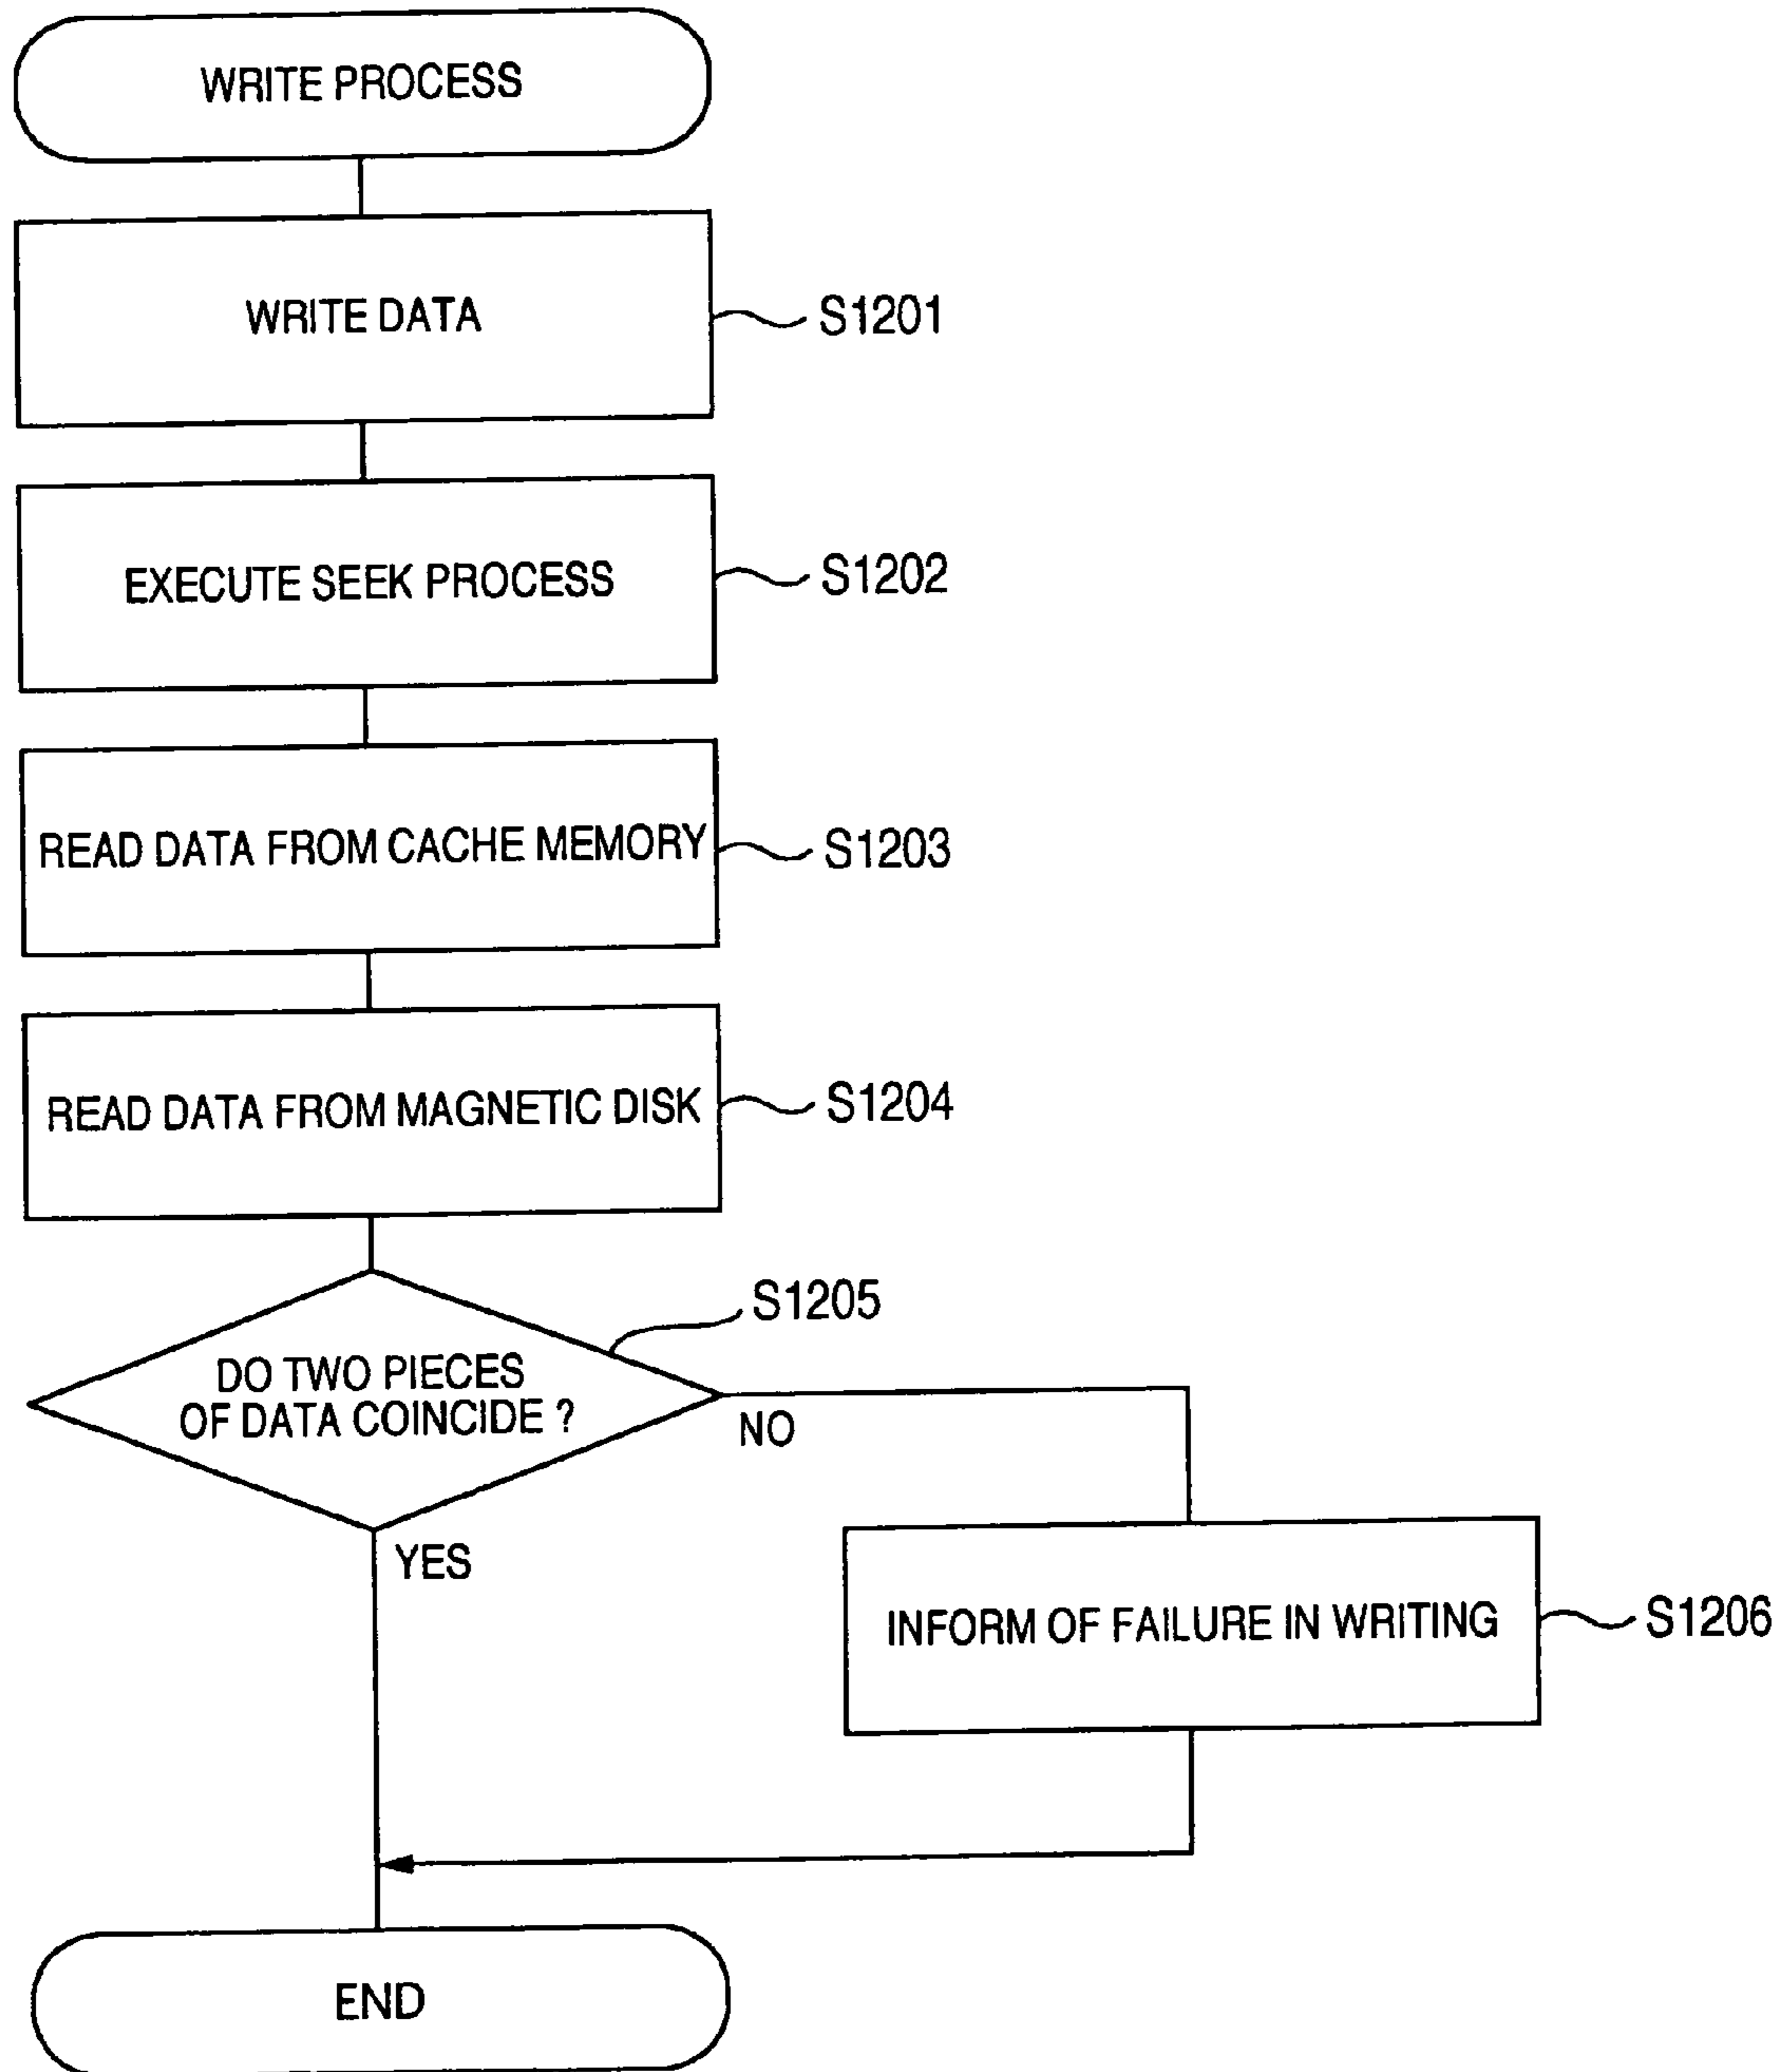 WRITE PROCESS
WRITE DATA
S1201
EXECUTE SEEK PROCESS
S1202
READ DATA FROM CACHE MEMORY
S1203
READ DATA FROM MAGNETIC DISK
S1204
S1205
DO TWO PIECES
OF DATA COINCIDE ?
NO
YES
INFORM OF FAILURE IN WRITING
S1206
END